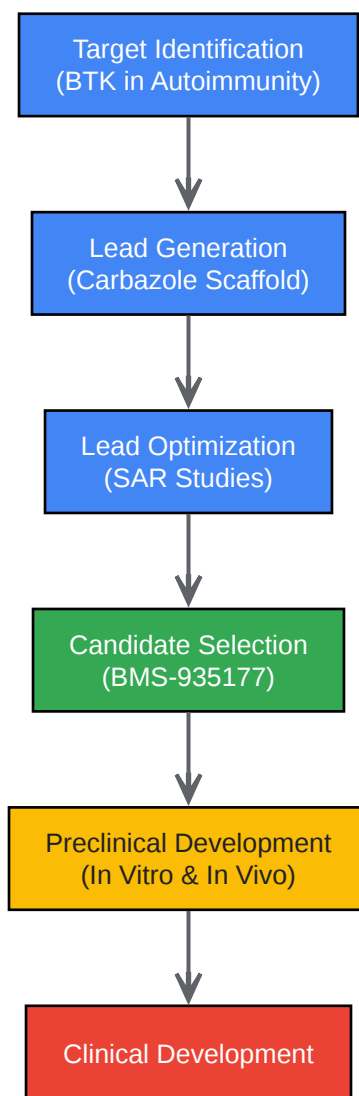 Target Identification
(BTK in Autoimmunity)
Lead Generation
(Carbazole Scaffold)
Lead Optimization
(SAR Studies)
Candidate Selection
(BMS-935177)
Preclinical Development
(In Vitro & In Vivo)
Clinical Development